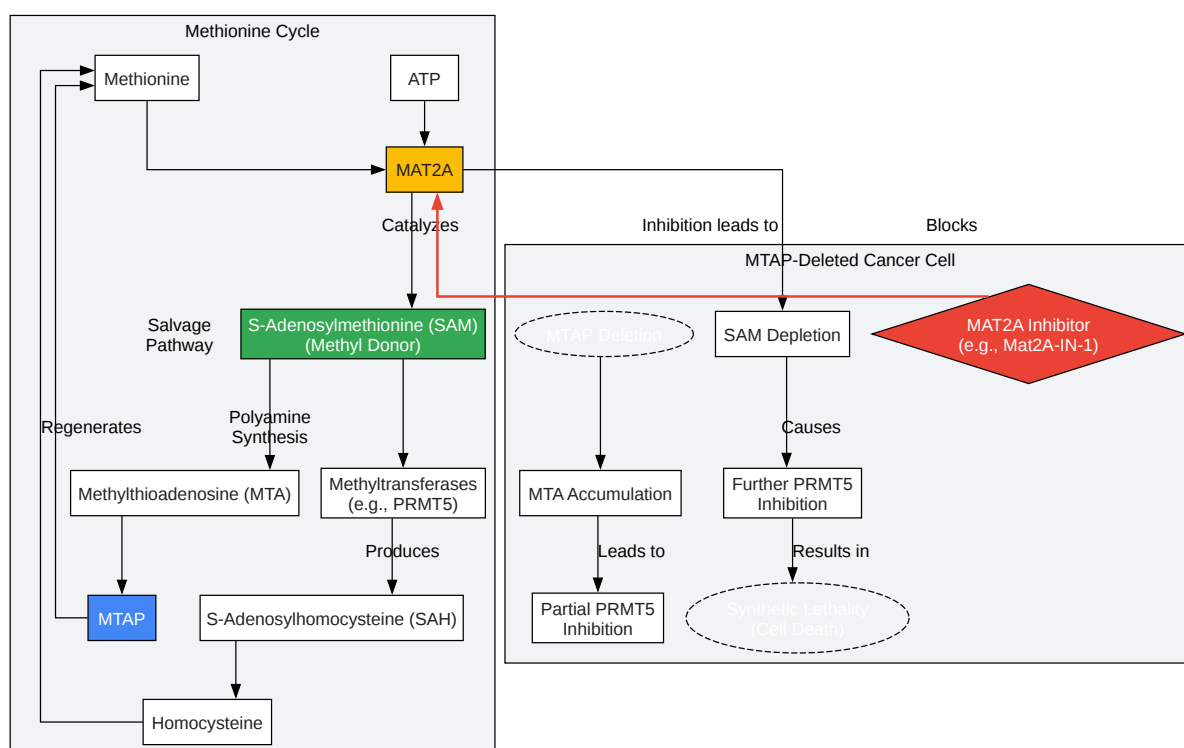 Methionine Cycle
Methionine
ATP
MAT2A
Catalyzes
Inhibition leads to
Blocks
MTAP-Deleted Cancer Cell
Salvage
Pathway
S-Adenosylmethionine (SAM)
(Methyl Donor)
MTAP Deletion
SAM Depletion
MAT2A Inhibitor
(e.g., Mat2A-IN-1)
Regenerates
Polyamine
Synthesis
Causes
Methylthioadenosine (MTA)
Methyltransferases
(e.g., PRMT5)
MTA Accumulation
Further PRMT5
Inhibition
Produces
Leads to
Results in
MTAP
S-Adenosylhomocysteine (SAH)
Partial PRMT5
Inhibition
Synthetic Lethality
(Cell Death)
Homocysteine